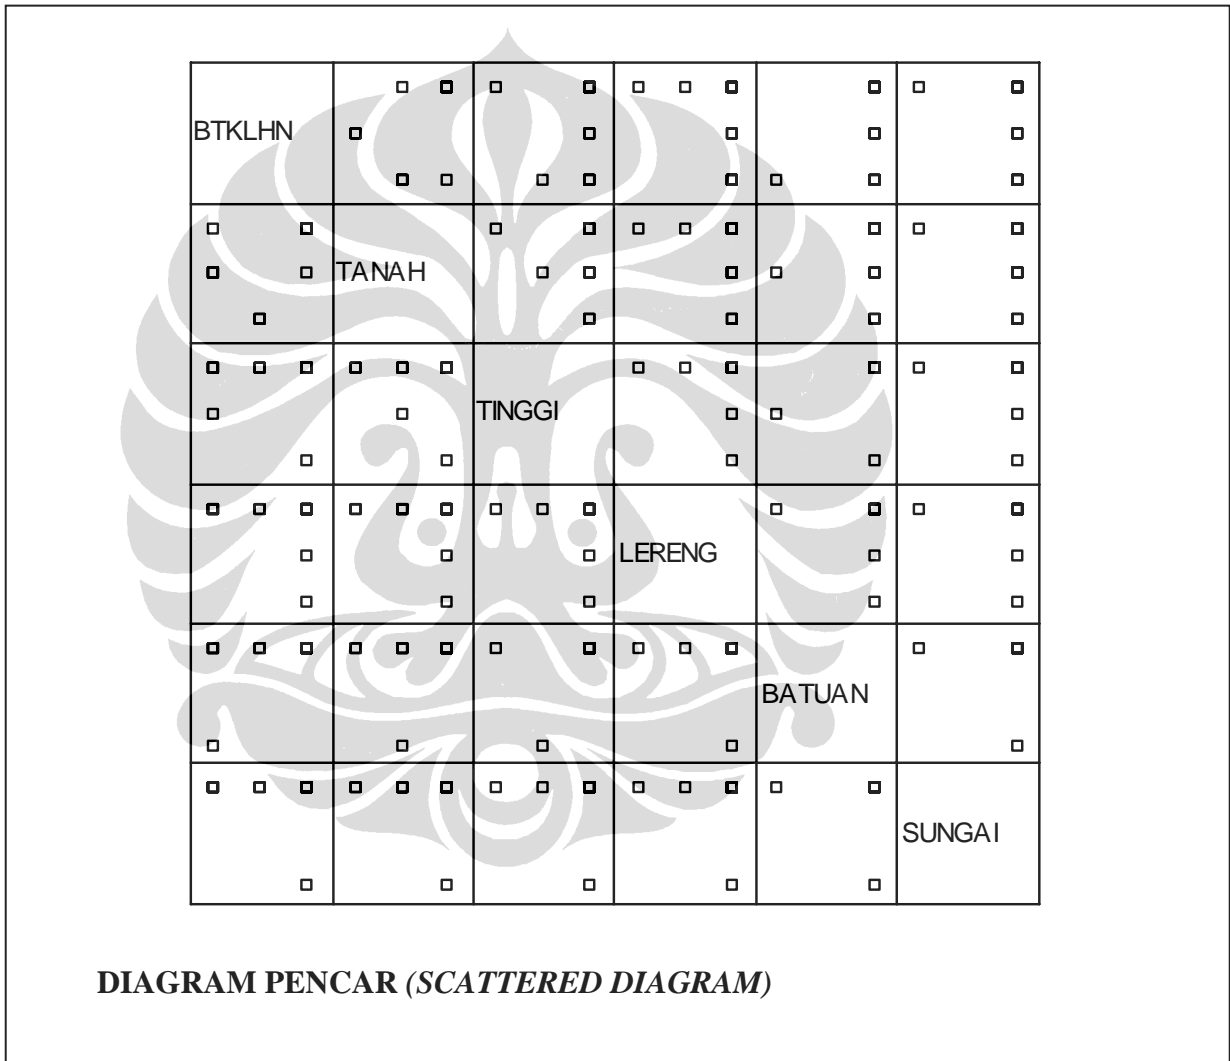 BTKLHN
TANAH
TINGGI
LERENG
BATUAN
SUNGAI
DIAGRAM PENCAR (SCATTERED DIAGRAM)